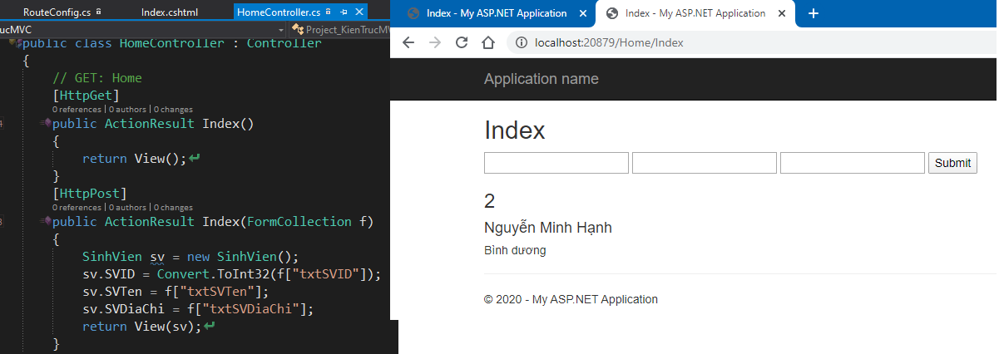 RouteConfig.cs
Index.cshtml
HomeController.cs
ucMVC
Project_KienTrucMV
public class HomeController : Controller
{
// GET: Home
[HttpGet]
0 references | 0 authors | 0 changes
4
public ActionResult Index()
{
return View();
}
[HttpPost]
0 references | 0 authors | 0 changes
3
public ActionResult Index(FormCollection f)
{
SinhVien sv = new SinhVien();
sv.SVID = Convert.ToInt32(f["txtSVID"]);
sv.SVTen = f["txtSVTen"];
sv.SVDiaChi = f["txtSVDiaChi"];
return View(sv);
}
Index - My ASP.NET Application
Index - My ASP.NET Application
localhost:20879/Home/Index
Application name
Index
Submit
2
Nguyễn Minh Hạnh
Bình dương
© 2020 - My ASP.NET Application